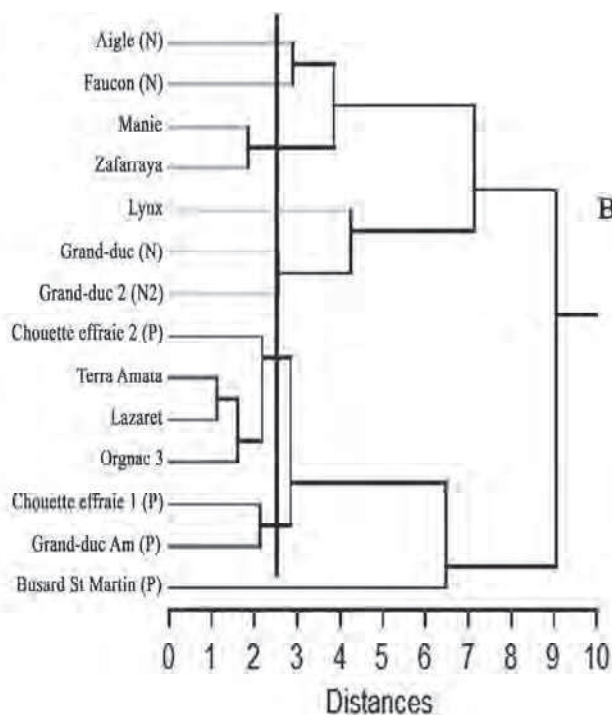 Aigle (N)
Faucon (N)
Manie
Zafarraya
Lynx
B
Grand-duc (N)
Grand-duc 2 (N2)
Chouette effraie 2 (P)
Terra Amata
Lazaret
Orgnac 3
Chouette effraie 1 (P)
Grand-duc Am (P)
Busard St Martin (P)
0 1 2 3 4 5 6 7 8 9 10
Distances